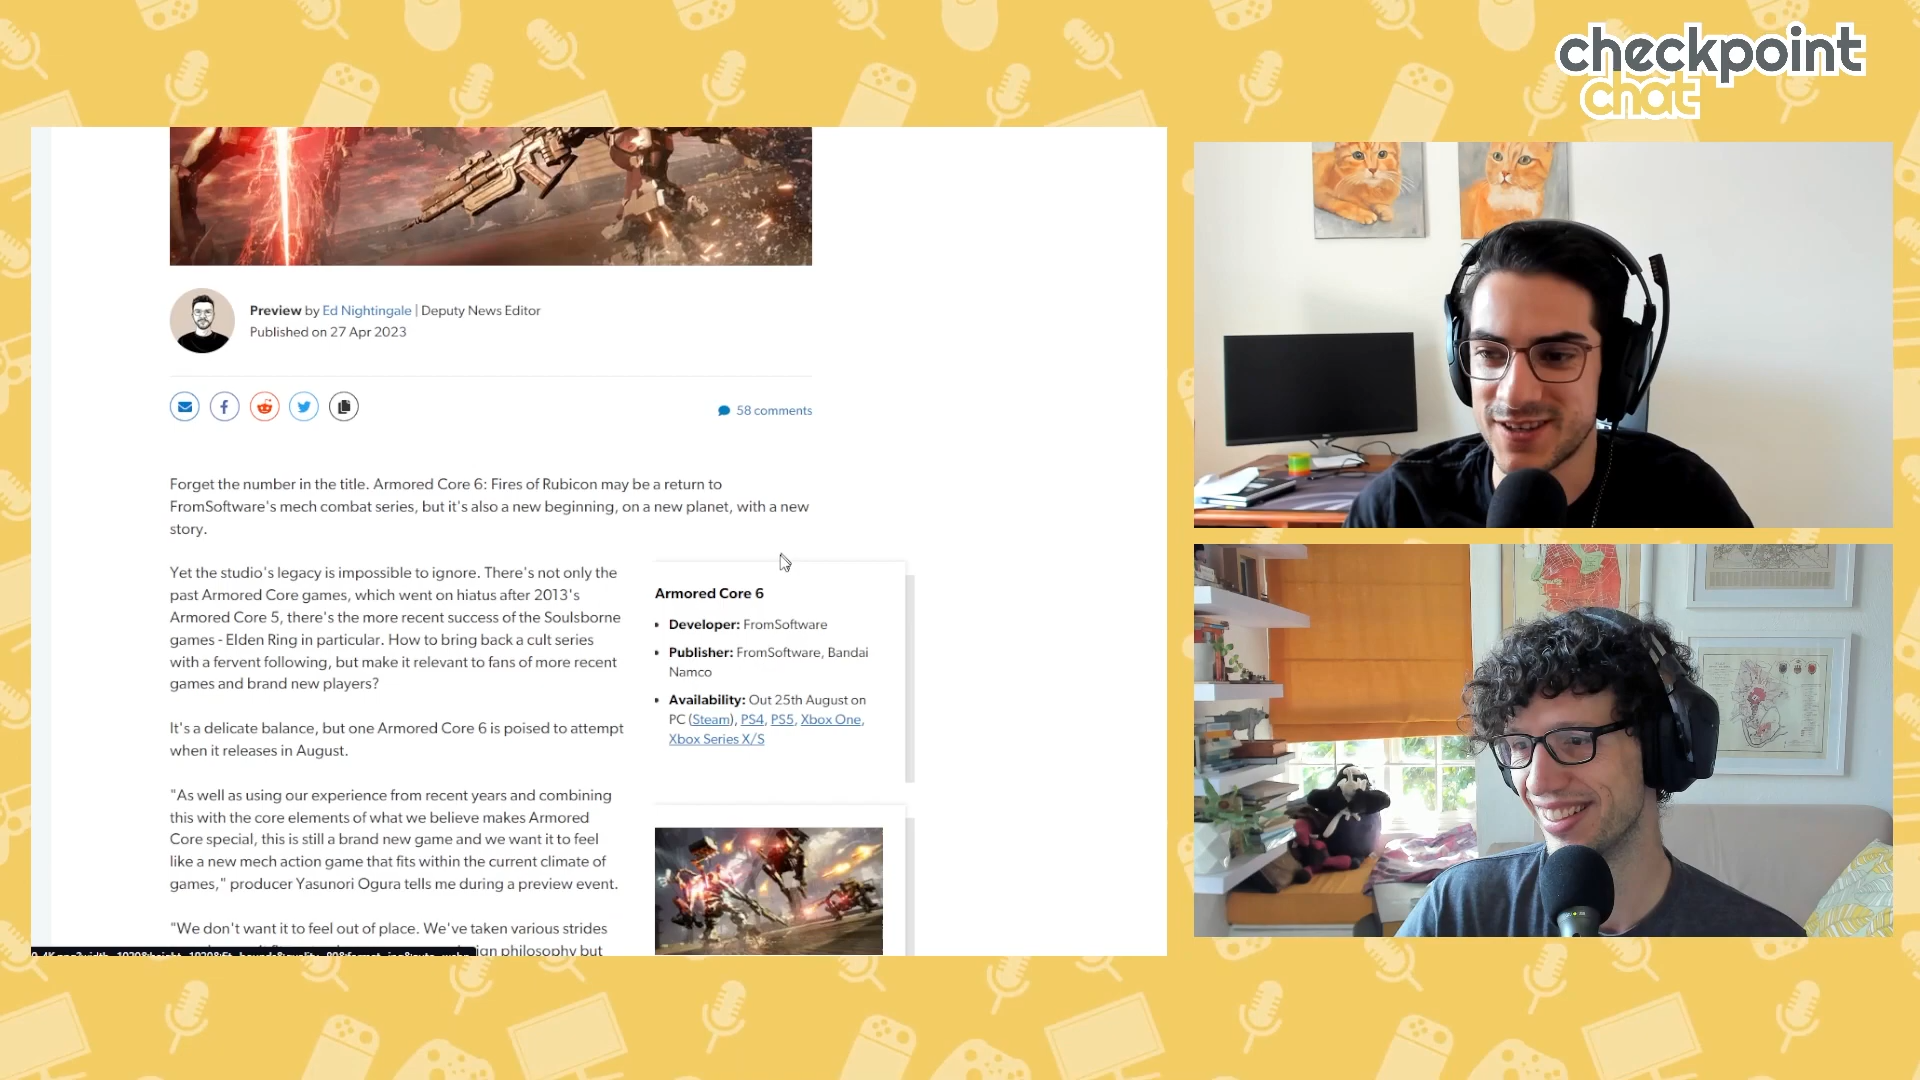 checkpoint
chat
Preview by Ed Nightingale | Deputy News Editor
Published on 27 Apr 2023
58 comments
Forget the number in the title. Armored Core 6: Fires of Rubicon may be a return to
FromSoftware's mech combat series, but it's also a new beginning, on a new planet, with a new
story.
Yet the studio's legacy is impossible to ignore. There's not only the
past Armored Core games, which went on hiatus after 2013's
Armored Core 5, there's the more recent success of the Soulsborne
games - Elden Ring in particular. How to bring back a cult series
with a fervent following, but make it relevant to fans of more recent
games and brand new players?
It's a delicate balance, but one Armored Core 6 is poised to attempt
when it releases in August.
"As well as using our experience from recent years and combining
this with the core elements of what we believe makes Armored
Core special, this is still a brand new game and we want it to feel
like a new mech action game that fits within the current climate of
games," producer Yasunori Ogura tells me during a preview event.
"We don't want it to feel out of place. We've taken various strides
ign philosophy but
Armored Core 6
Developer: FromSoftware
Publisher: FromSoftware, Bandai
Namco
Availability: Out 25th August on
PC (Steam), PS4, PS5, Xbox One,
Xbox Series X/S